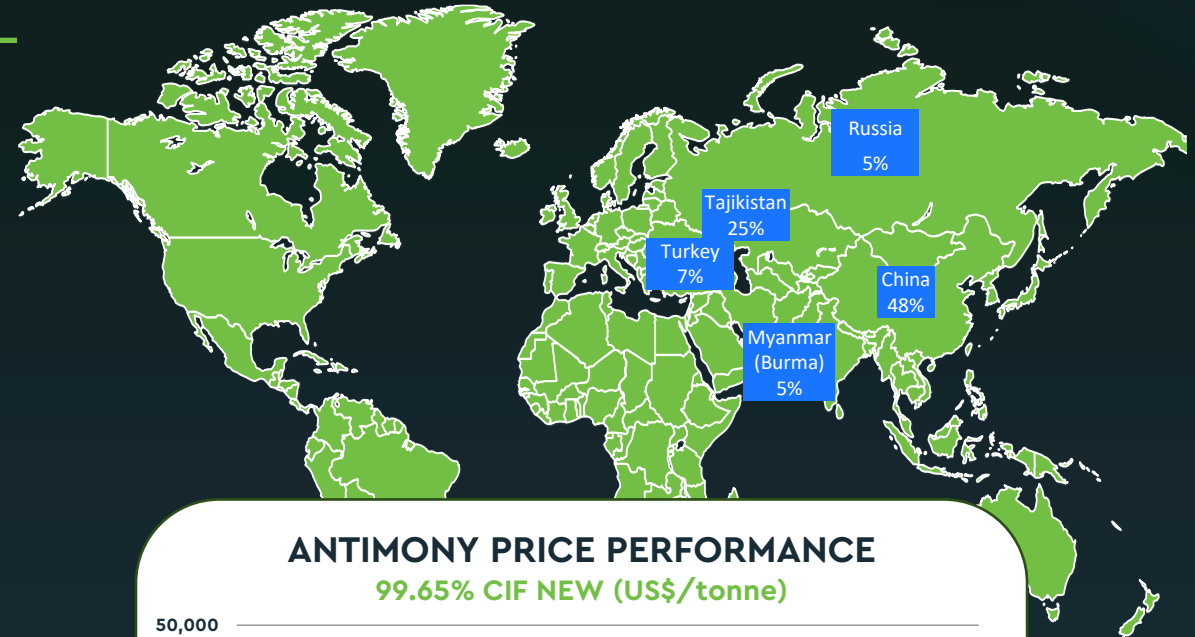 Russia
5%
Tajikistan
25%
Turkey
7%
China
48%
Myanmar
(Burma)
5%
ANTIMONY PRICE PERFORMANCE
99.65% CIF NEW (US$/tonne)
50,000